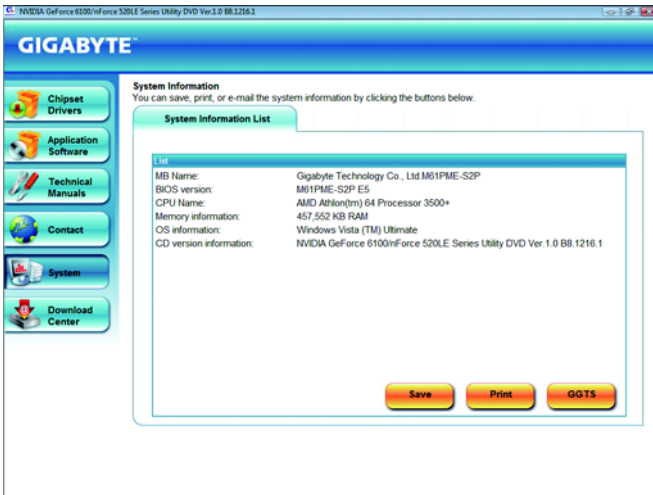 NVIDIA GeForce 6100/nForce 520LE Series Utility DVD Ver.1.0 B8.1216.1
GIGABYTE™
Chipset
Drivers
Application
Software
Technical
Manuals
Contact
System
Download
Center
System Information
You can save, print, or e-mail the system information by clicking the buttons below.
System Information List
List
MB Name: Gigabyte Technology Co., Ltd.M61PME-S2P
BIOS version: M61PME-S2P E5
CPU Name: AMD Athlon(tm) 64 Processor 3500+
Memory information: 457,552 KB RAM
OS information: Windows Vista (TM) Ultimate
CD version information: NVIDIA GeForce 6100/nForce 520LE Series Utility DVD Ver.1.0 B8.1216.1
Save Print GGTS